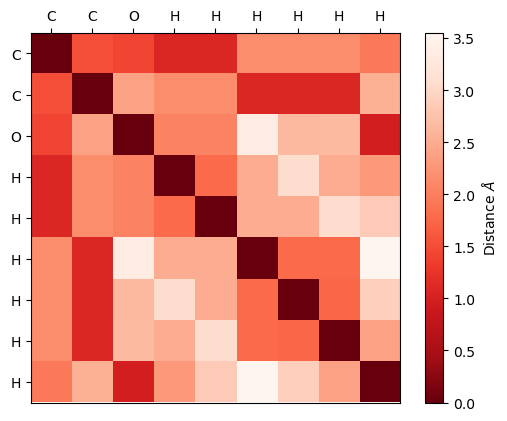 C C O H H H H H H
C
C
O
H
H
H
H
H
H
3.5
3.0
2.5
2.0
1.5
1.0
0.5
0.0
Distance Å